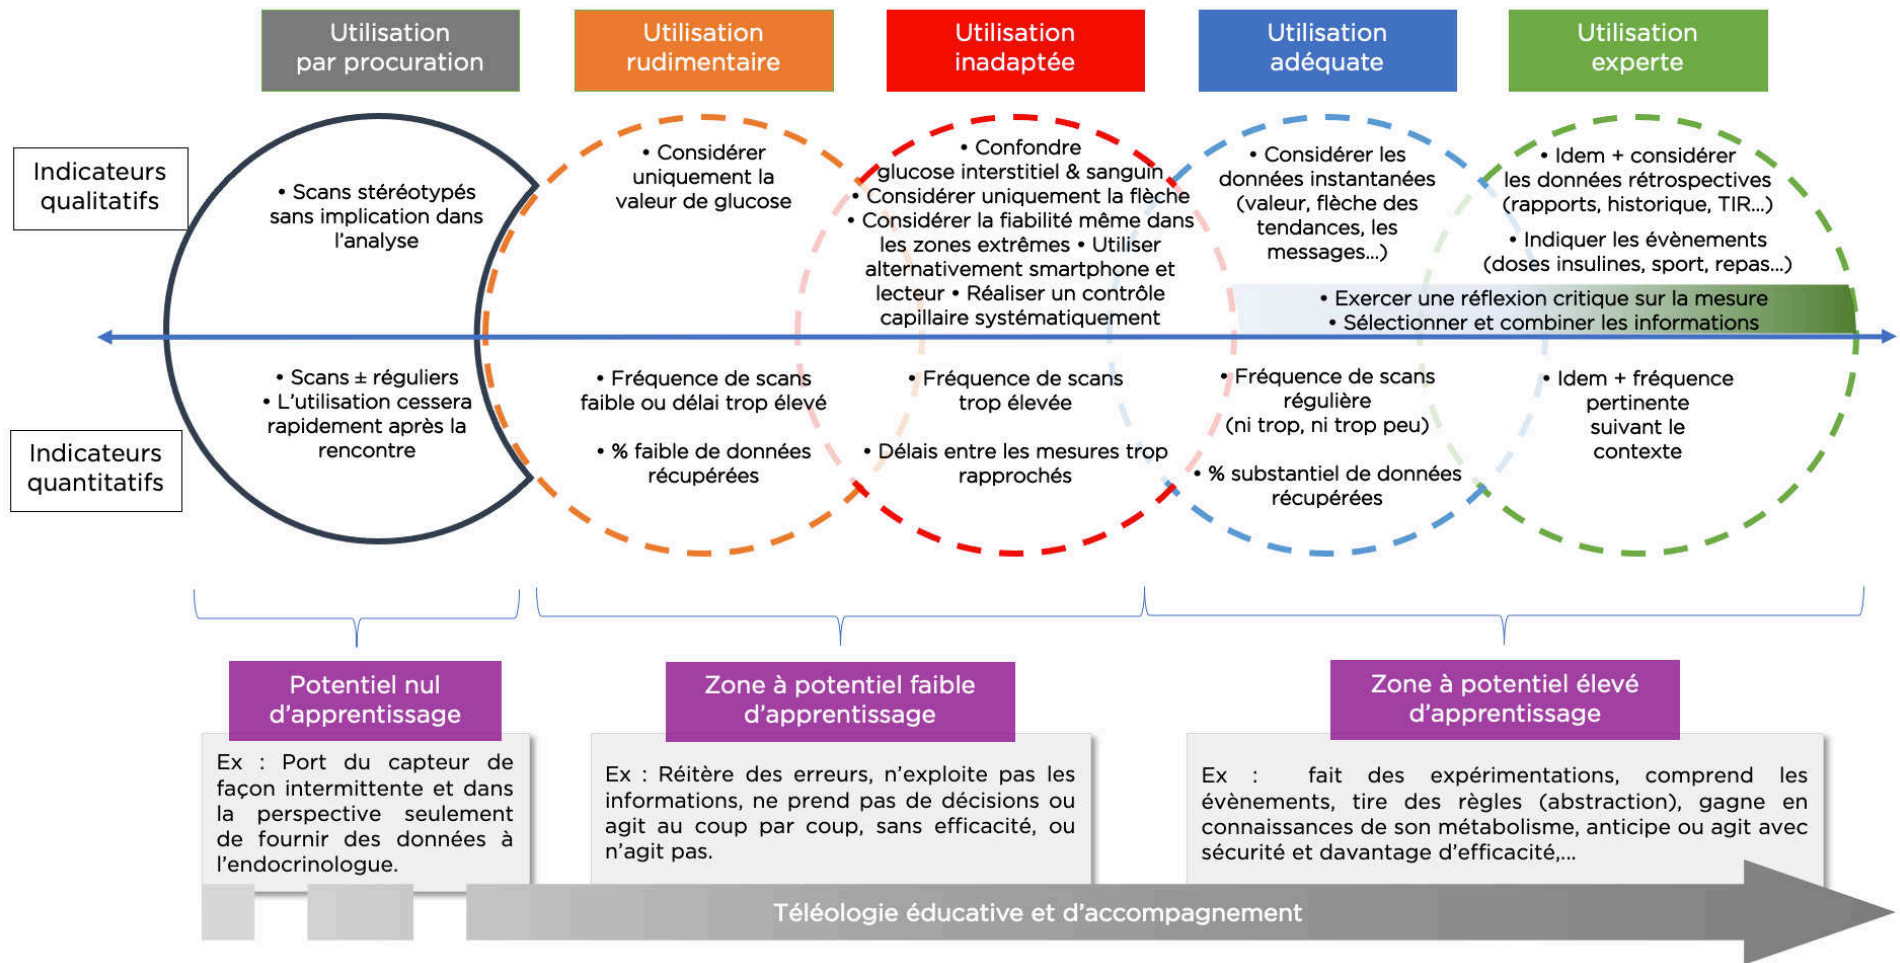 Utilisation
par procuration
Utilisation
rudimentaire
Utilisation
inadaptée
Utilisation
adéquate
Utilisation
experte
Indicateurs
qualitatifs
• Scans stéréotypés
sans implication dans
l'analyse
• Considérer
uniquement la
valeur de glucose
• Confondre
glucose interstitiel & sanguin
• Considérer uniquement la flèche
• Considérer la fiabilité même dans
les zones extrêmes • Utiliser
alternativement smartphone et
lecteur • Réaliser un contrôle
capillaire systématiquement
• Considérer les
données instantanées
(valeur, flèche des
tendances, les
messages...)
• Idem + considérer
les données rétrospectives
(rapports, historique, TIR...)
• Indiquer les évènements
(doses insulines, sport, repas...)
• Exercer une réflexion critique sur la mesure
• Sélectionner et combiner les informations
Indicateurs
quantitatifs
• Scans ± réguliers
• L'utilisation cessera
rapidement après la
rencontre
• Fréquence de scans
faible ou délai trop élevé
• % faible de données
récupérées
• Fréquence de scans
trop élevée
• Délais entre les mesures trop
rapprochés
• Fréquence de scans
régulière
(ni trop, ni trop peu)
• % substantiel de données
récupérées
• Idem + fréquence
pertinente
suivant le
contexte
Potentiel nul
d'apprentissage
Ex : Port du capteur de
façon intermittente et dans
la perspective seulement
de fournir des données à
l'endocrinologue.
Zone à potentiel faible
d'apprentissage
Ex : Réitère des erreurs, n'exploite pas les
informations, ne prend pas de décisions ou
agit au coup par coup, sans efficacité, ou
n'agit pas.
Zone à potentiel élevé
d'apprentissage
Ex : fait des expérimentations, comprend les
évènements, tire des règles (abstraction), gagne en
connaissances de son métabolisme, anticipe ou agit avec
sécurité et davantage d'efficacité,...
Téléologie éducative et d'accompagnement